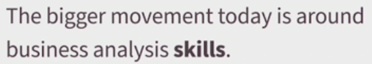 The bigger movement today is around
business analysis skills.